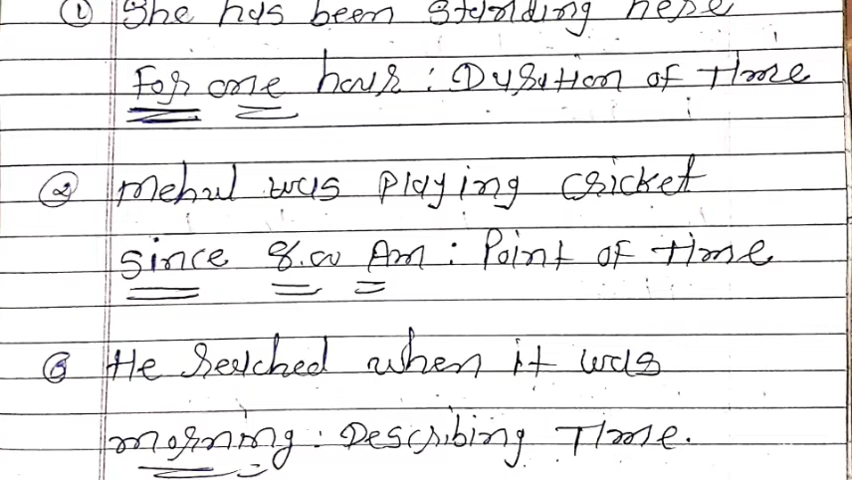 ① She has been standing here
for one hour : Duration of Time
② Mehul was playing cricket
since 8.00 Am : Point of time
③ He reached when it was
morning : Describing Time.